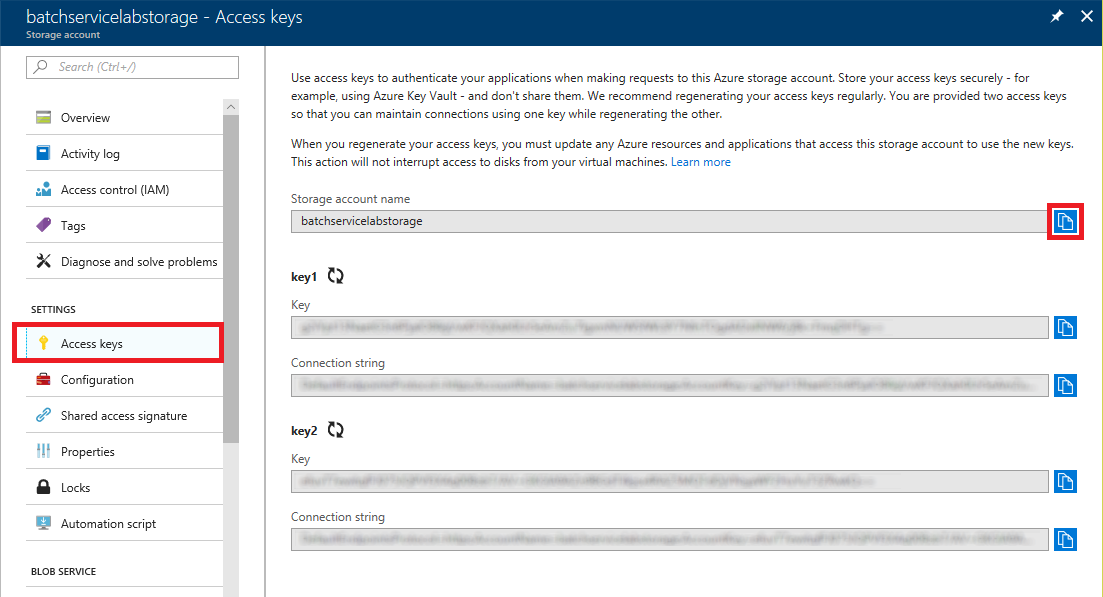 batchservicelabstorage - Access keys
Storage account
Search (Ctrl+/)
Overview
Activity log
Access control (IAM)
Tags
Diagnose and solve problems
SETTINGS
Access keys
Configuration
Shared access signature
Properties
Locks
Automation script
BLOB SERVICE
Use access keys to authenticate your applications when making requests to this Azure storage account. Store your access keys securely - for
example, using Azure Key Vault - and don't share them. We recommend regenerating your access keys regularly. You are provided two access keys
so that you can maintain connections using one key while regenerating the other.
When you regenerate your access keys, you must update any Azure resources and applications that access this storage account to use the new keys.
This action will not interrupt access to disks from your virtual machines. Learn more
Storage account name
batchservicelabstorage
key1
Key
Connection string
key2
Key
Connection string